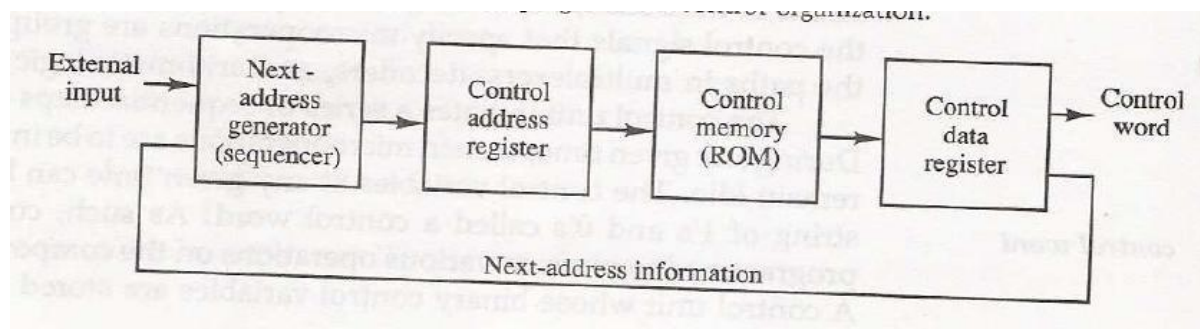 organization.
External
input
Next-
address
generator
(sequencer)
Control
address
register
Control
memory
(ROM)
Control
data
register
Control
word
Next-address information